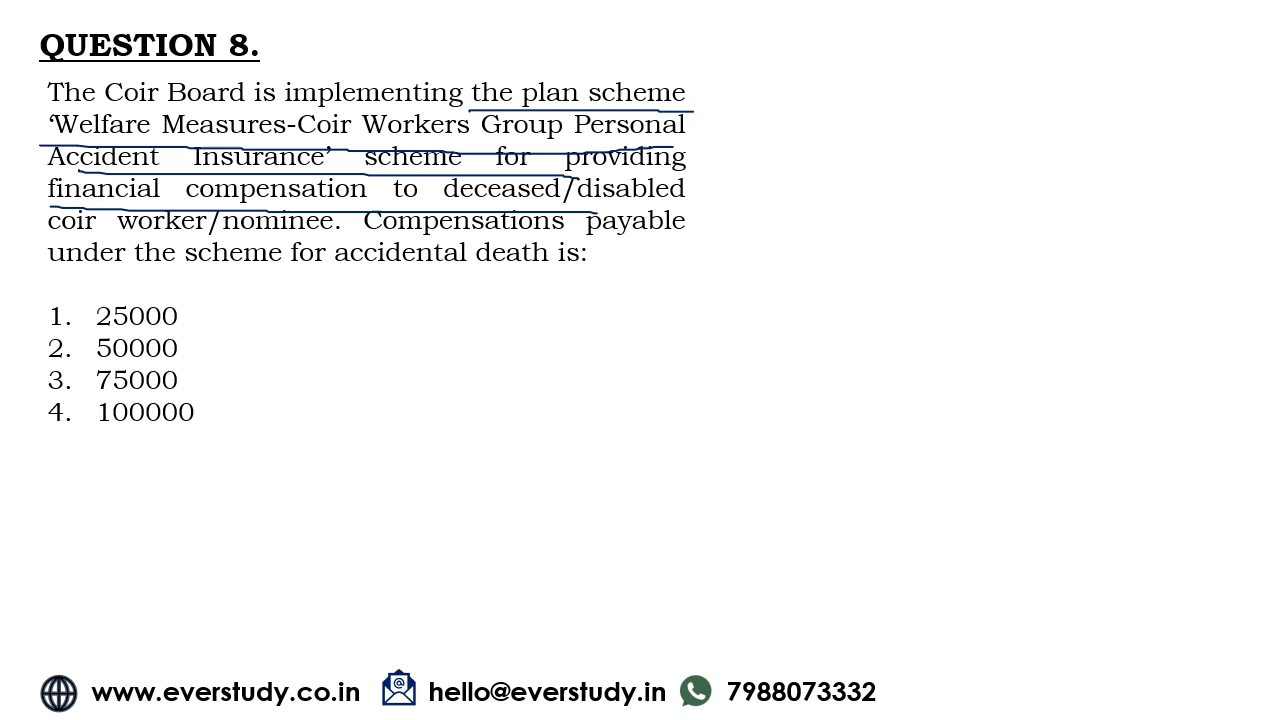 QUESTION 8.
The Coir Board is implementing the plan scheme
‘Welfare Measures-Coir Workers Group Personal
Accident Insurance’ scheme for providing
financial compensation to deceased/disabled
coir worker/nominee. Compensations payable
under the scheme for accidental death is:
1. 25000
2. 50000
3. 75000
4. 100000
www.everstudy.co.in hello@everstudy.in 7988073332